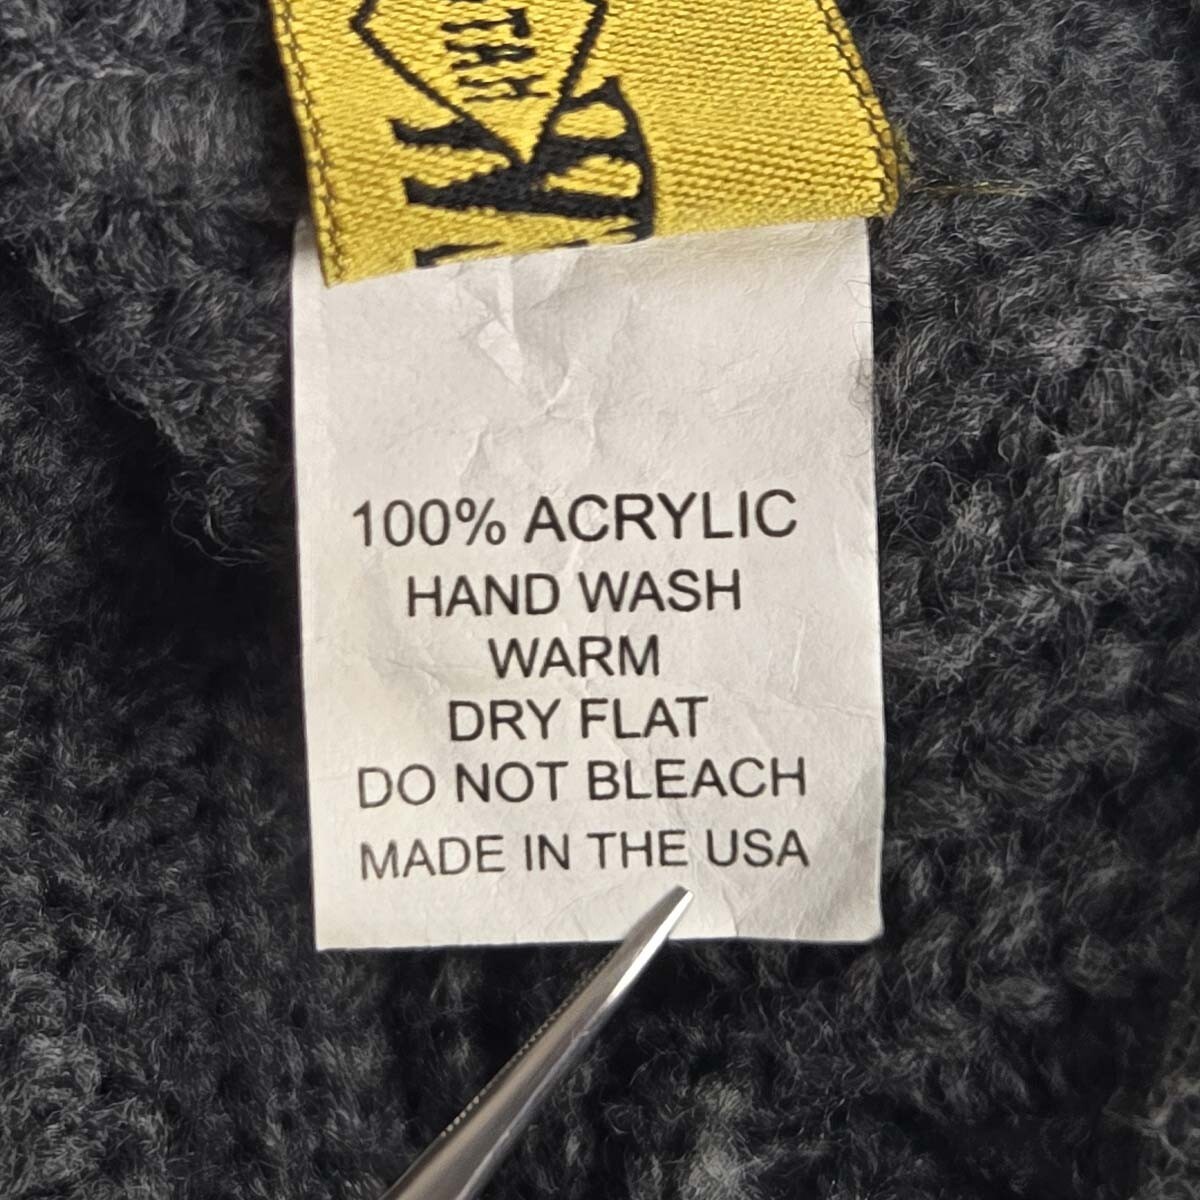 100% ACRYLIC
HAND WASH
WARM
DRY FLAT
DO NOT BLEACH
MADE IN THE USA